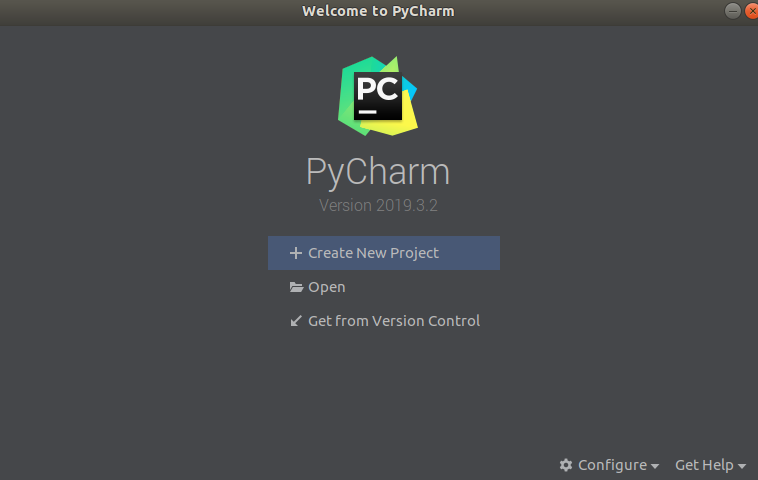 Welcome to PyCharm
PC
PyCharm
Version 2019.3.2
Create New Project
Open
Get from Version Control
Configure
Get Help